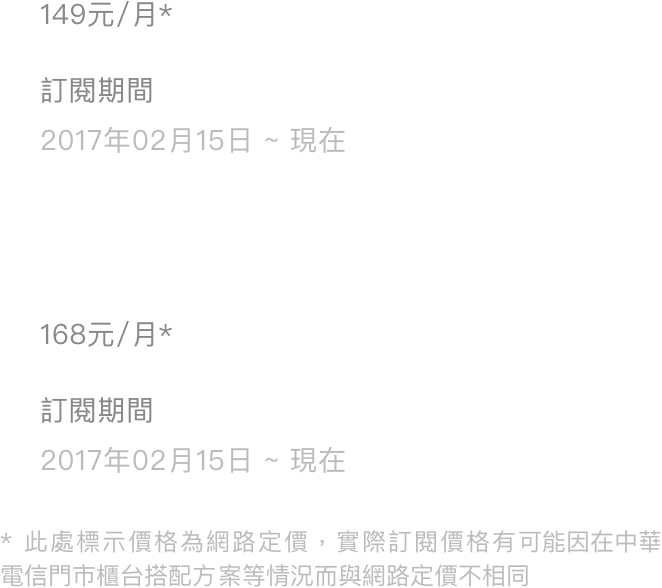 149元/月*
訂閱期間
2017年02月15日 ~ 現在
168元/月*
訂閱期間
2017年02月15日 ~ 現在
* 此處標示價格為網路定價，實際訂閱價格有可能因在中華
電信門市櫃台搭配方案等情況而與網路定價不相同